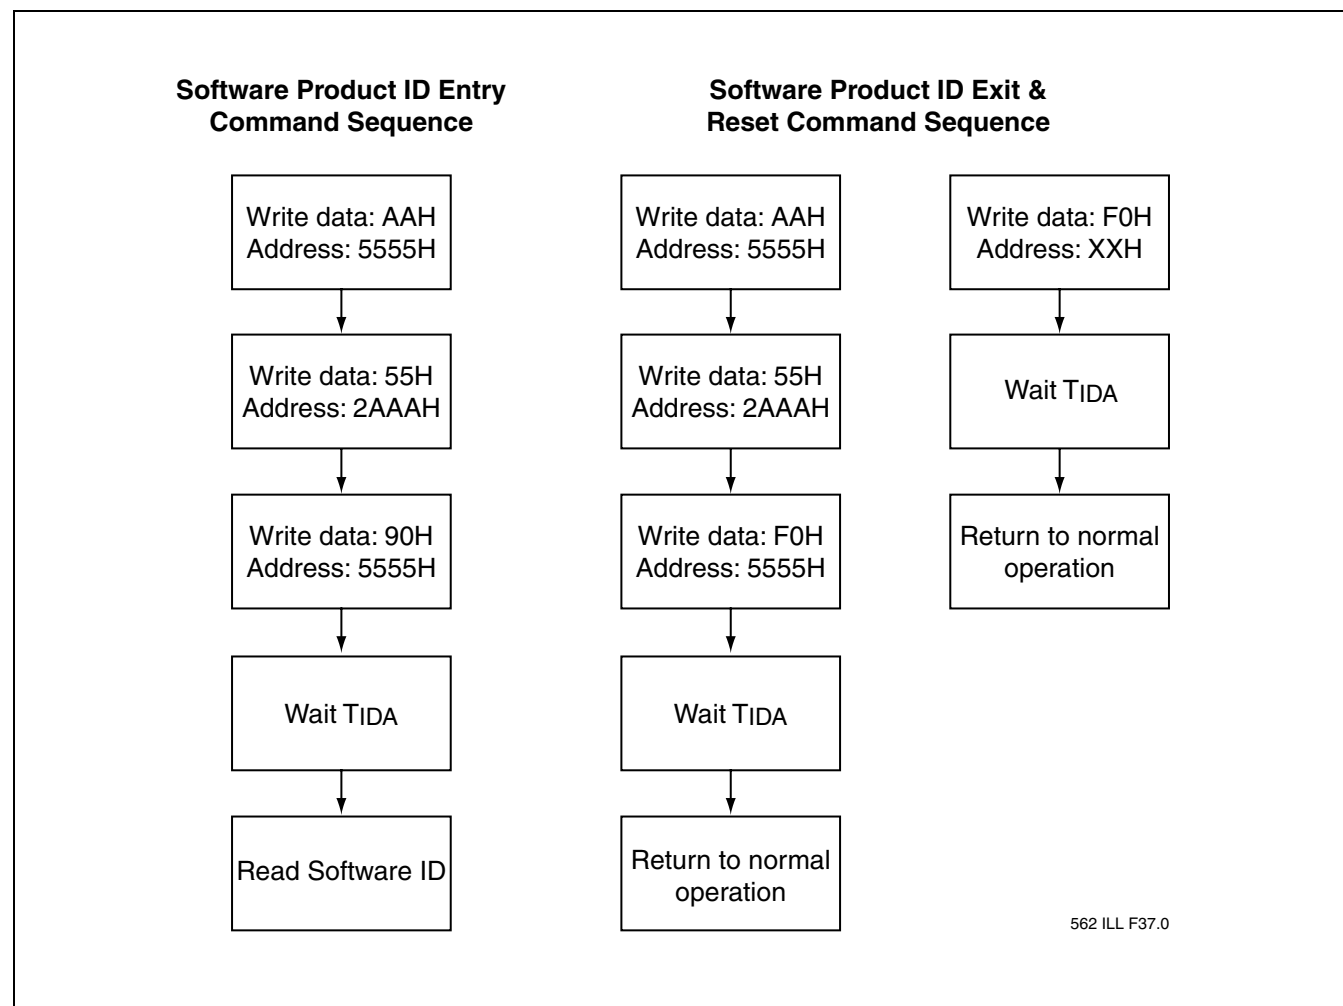 Software Product ID Entry
Command Sequence
Write data: AAH
Address: 5555H
Write data: 55H
Address: 2AAAH
Write data: 90H
Address: 5555H
Wait TIDA
Read Software ID
Software Product ID Exit &
Reset Command Sequence
Write data: AAH
Address: 5555H
Write data: 55H
Address: 2AAAH
Write data: F0H
Address: 5555H
Wait TIDA
Return to normal
operation
Write data: F0H
Address: XXH
Wait TIDA
Return to normal
operation
562 ILL F37.0